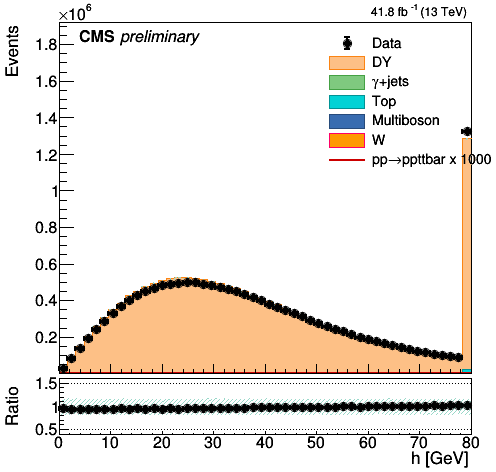 ×10⁶
41.8 fb⁻¹ (13 TeV)
CMS preliminary
Events
1.8
1.6
1.4
1.2
1
0.8
0.6
0.4
0.2
Data
DY
γ+jets
Top
Multiboson
W
pp→ppttbar x 1000
Ratio
1.5
1
0.5
0 10 20 30 40 50 60 70 80
h [GeV]